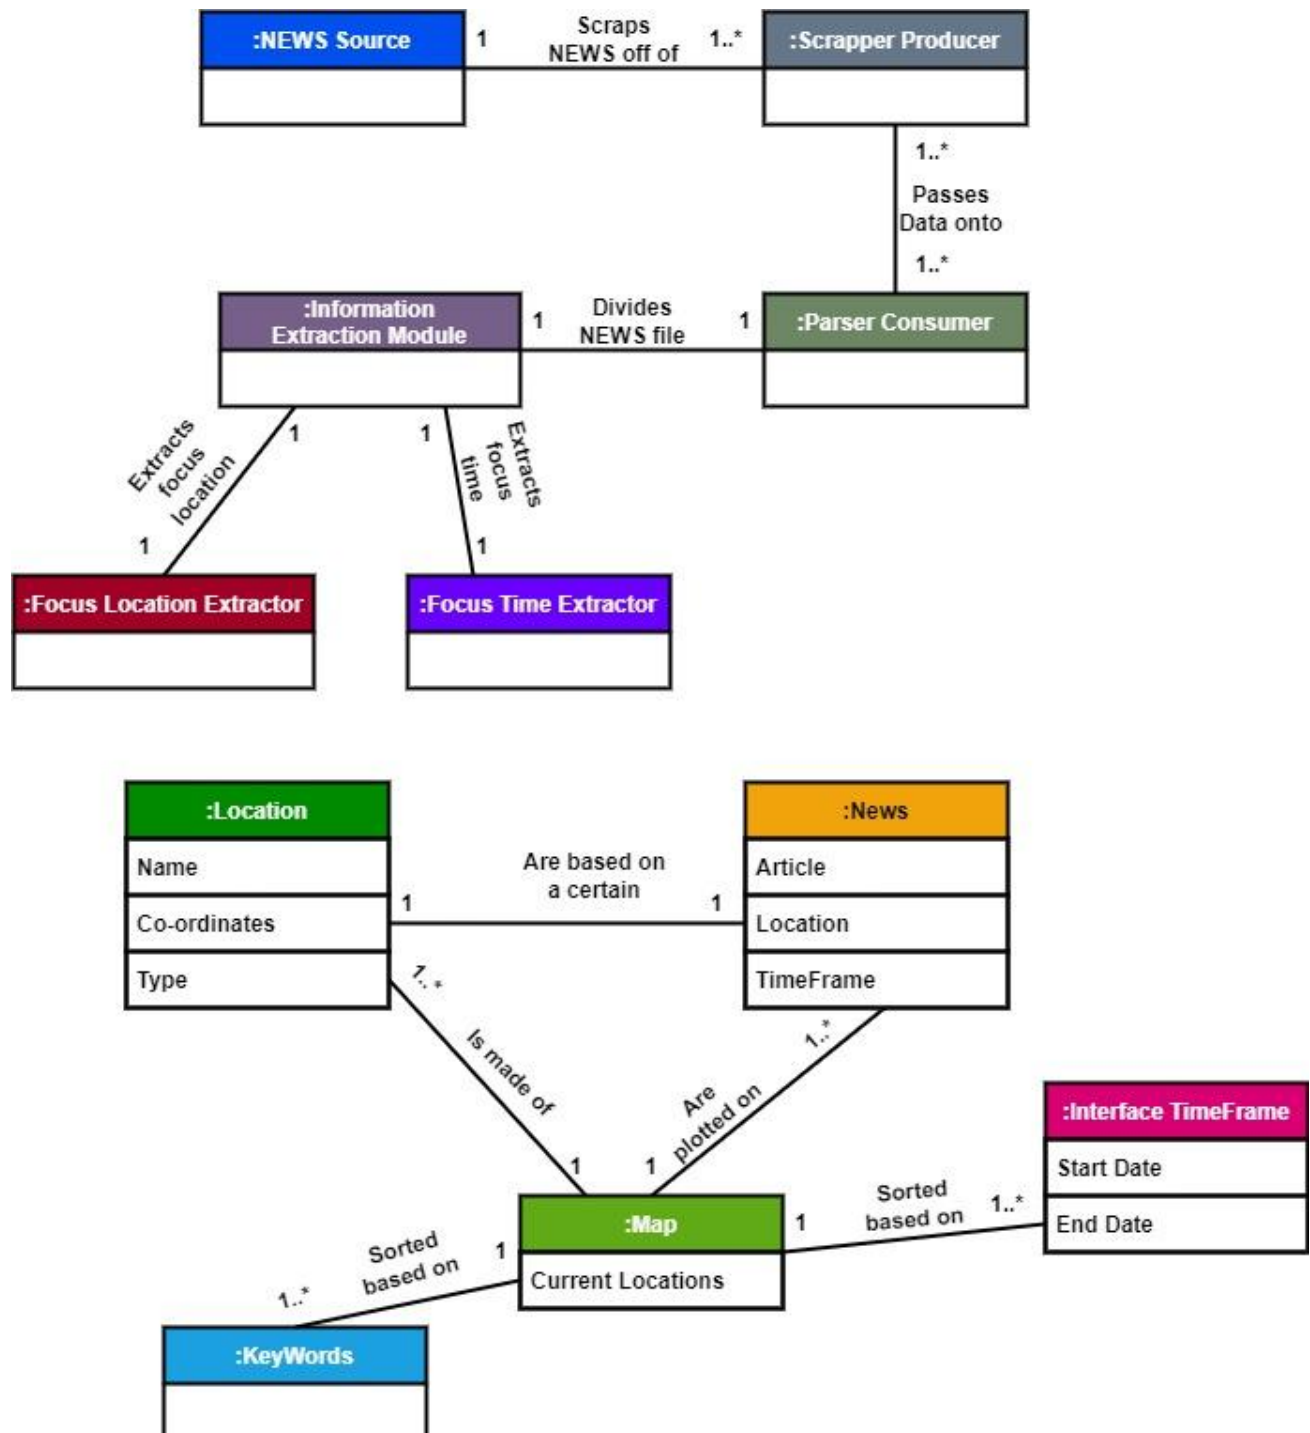 :NEWS Source
1
Scraps
NEWS off of
1..*
:Scrapper Producer
1..*
Passes
Data onto
1..*
:Information
Extraction Module
1
Divides
NEWS file
1
:Parser Consumer
Extracts
focus
location
1
1
Extracts
focus
time
1
1
:Focus Location Extractor
:Focus Time Extractor
:Location
Name
Co-ordinates
Type
Are based on
a certain
1
1
:News
Article
Location
TimeFrame
1..*
Is made of
1
1..*
Are
plotted on
1
:Interface TimeFrame
Start Date
End Date
:Map
Current Locations
1
Sorted
based on
1..*
1
Sorted
based on
1..*
:KeyWords